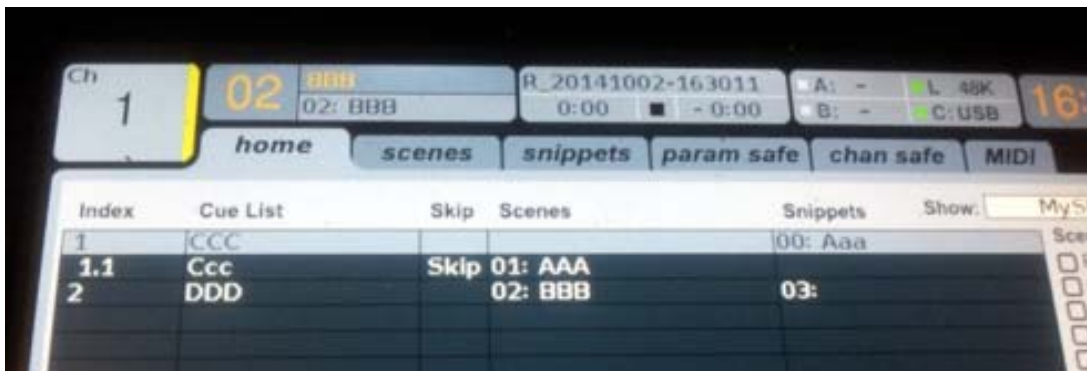 Ch
1
02
BBB
02: BBB
R_20141002-163011
0:00 - 0:00
A: -
B: -
L 48K
C: USB
16:
home scenes snippets param safe chan safe MIDI
Index Cue List Skip Scenes Snippets Show: MyS
1 CCC 00: Aaa
1.1 Ccc Skip 01: AAA
2 DDD 02: BBB 03:
Sce